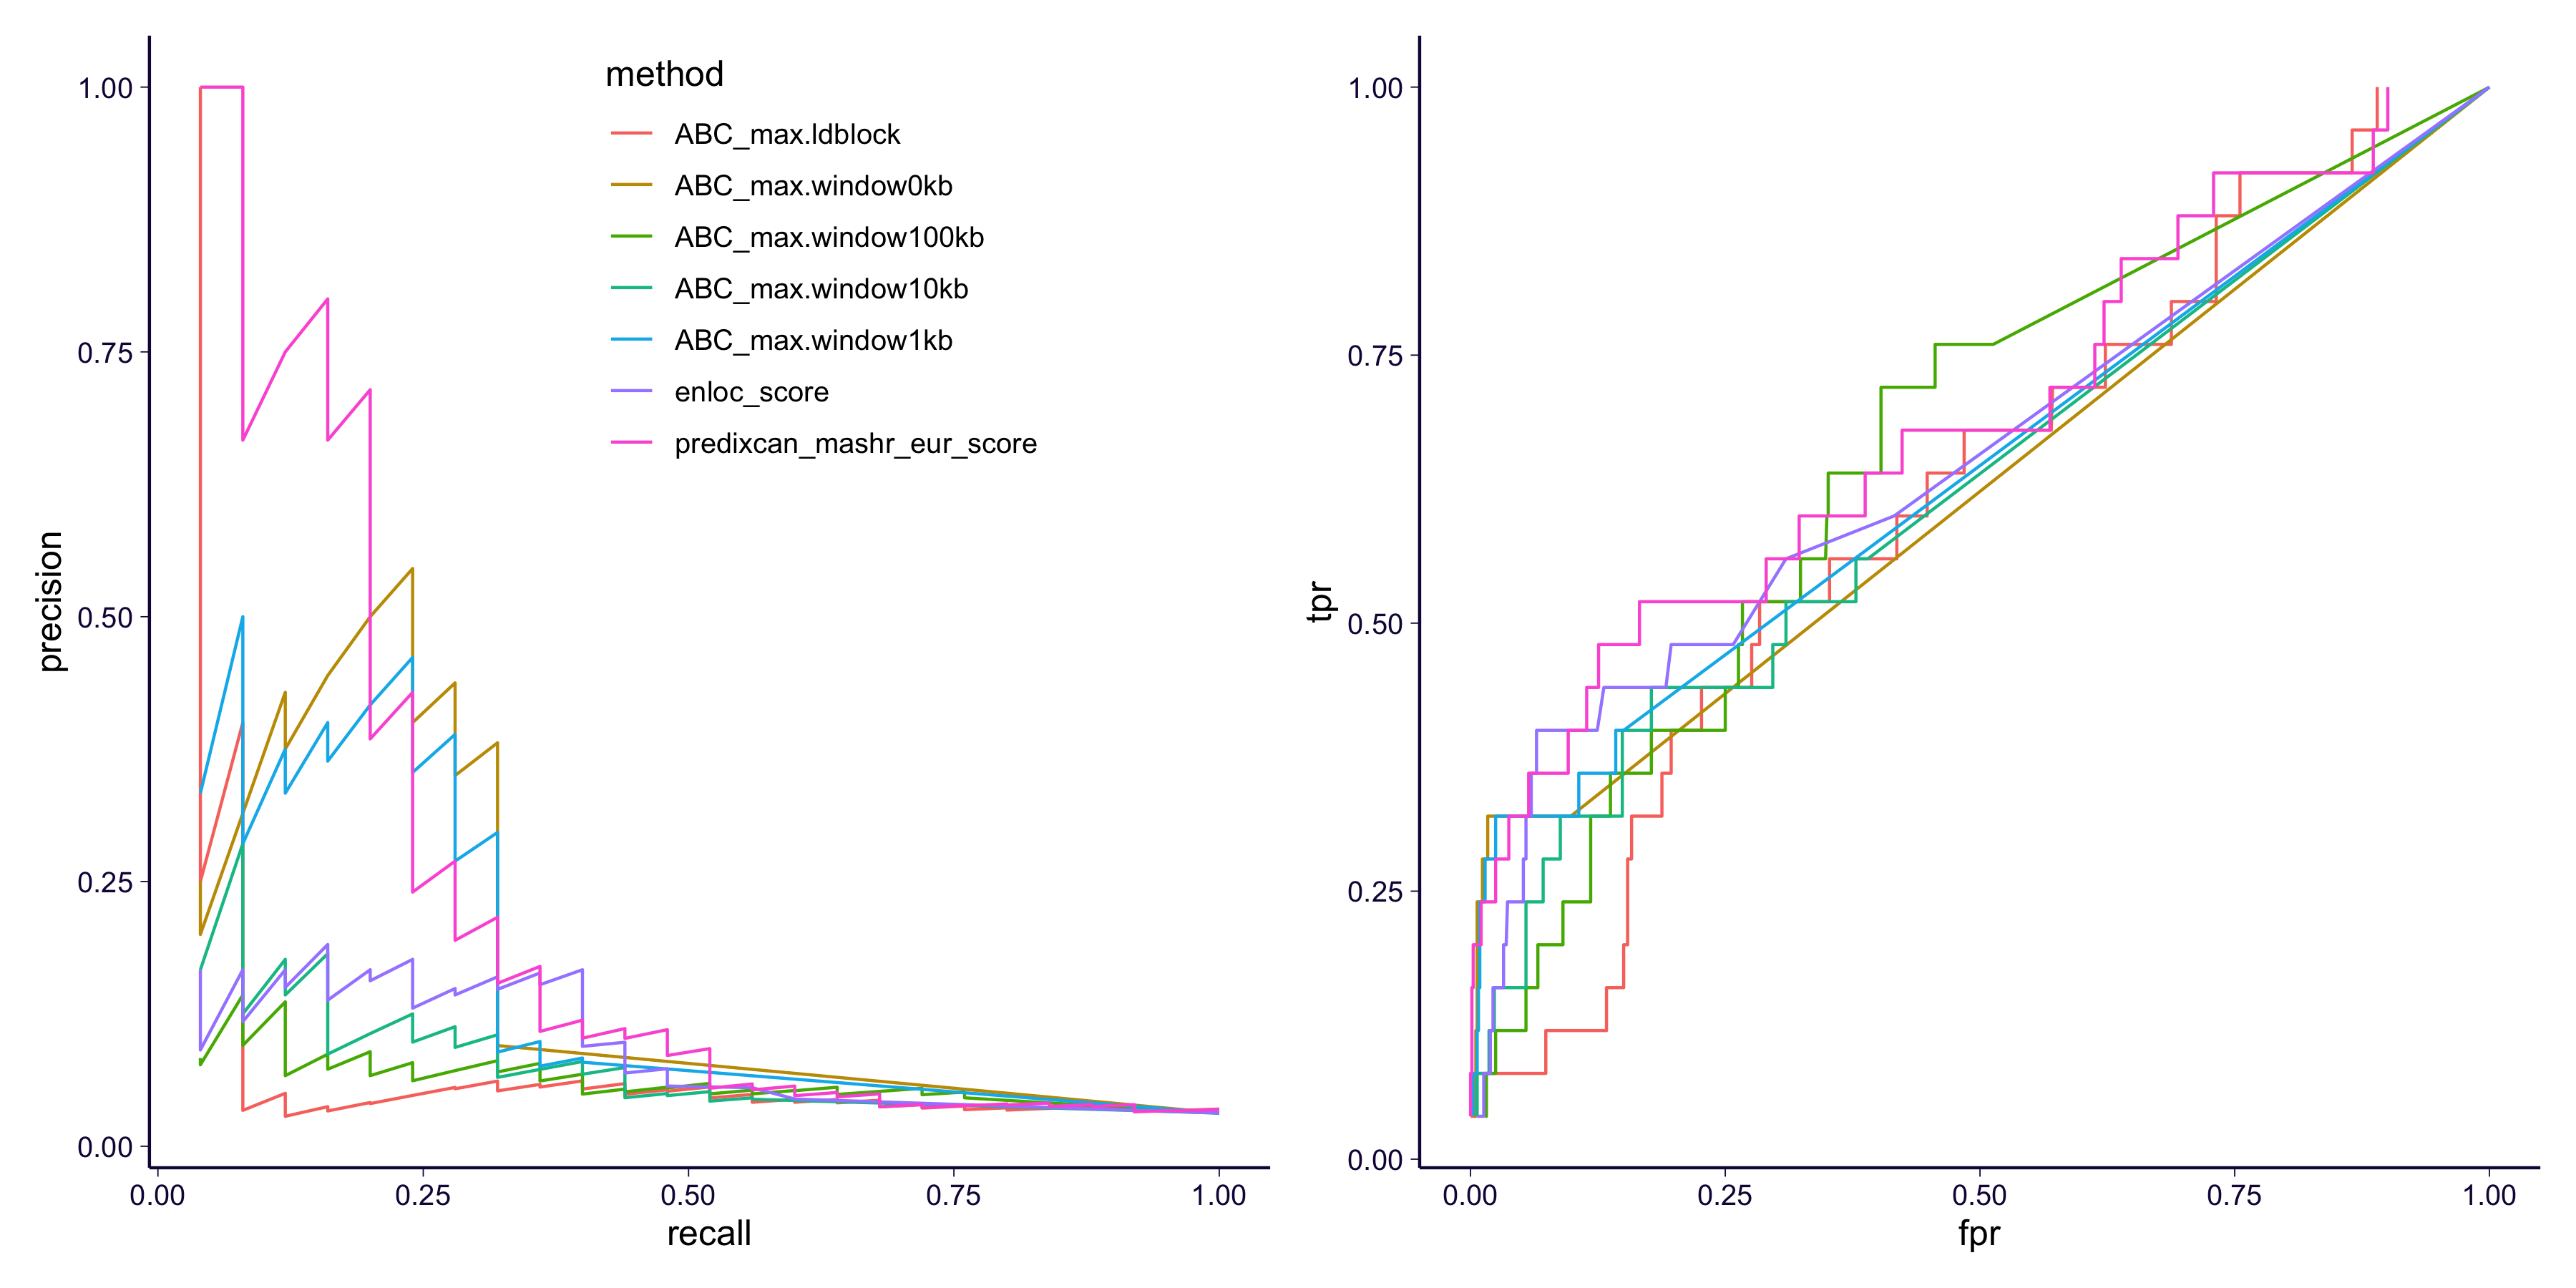 method
ABC_max.ldblock
ABC_max.window0kb
ABC_max.window100kb
ABC_max.window10kb
ABC_max.window1kb
enloc_score
predixcan_mashr_eur_score
precision
1.00
0.75
0.50
0.25
0.00
0.00 0.25 0.50 0.75 1.00
recall
tpr
1.00
0.75
0.50
0.25
0.00
0.00 0.25 0.50 0.75 1.00
fpr